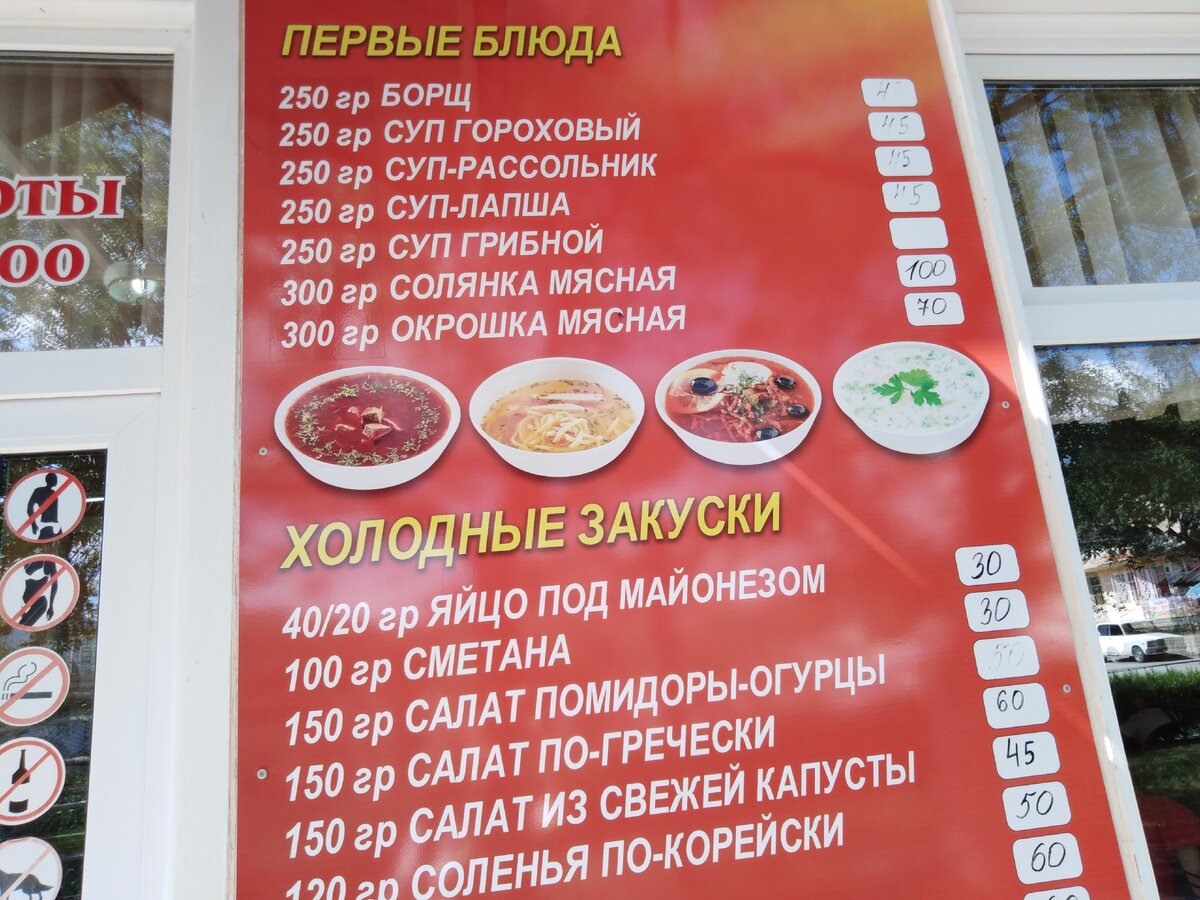 ОТЫ
00
ПЕРВЫЕ БЛЮДА
250 гр БОРЩ
250 гр СУП ГОРОХОВЫЙ 45
250 гр СУП-РАССОЛЬНИК 45
250 гр СУП-ЛАПША 45
250 гр СУП ГРИБНОЙ
300 гр СОЛЯНКА МЯСНАЯ 100
300 гр ОКРОШКА МЯСНАЯ 70
ХОЛОДНЫЕ ЗАКУСКИ
40/20 гр ЯЙЦО ПОД МАЙОНЕЗОМ 30
100 гр СМЕТАНА 30
150 гр САЛАТ ПОМИДОРЫ-ОГУРЦЫ
150 гр САЛАТ ПО-ГРЕЧЕСКИ 60
150 гр САЛАТ ИЗ СВЕЖЕЙ КАПУСТЫ 45
120 гр СОЛЕНЬЯ ПО-КОРЕЙСКИ 50
60